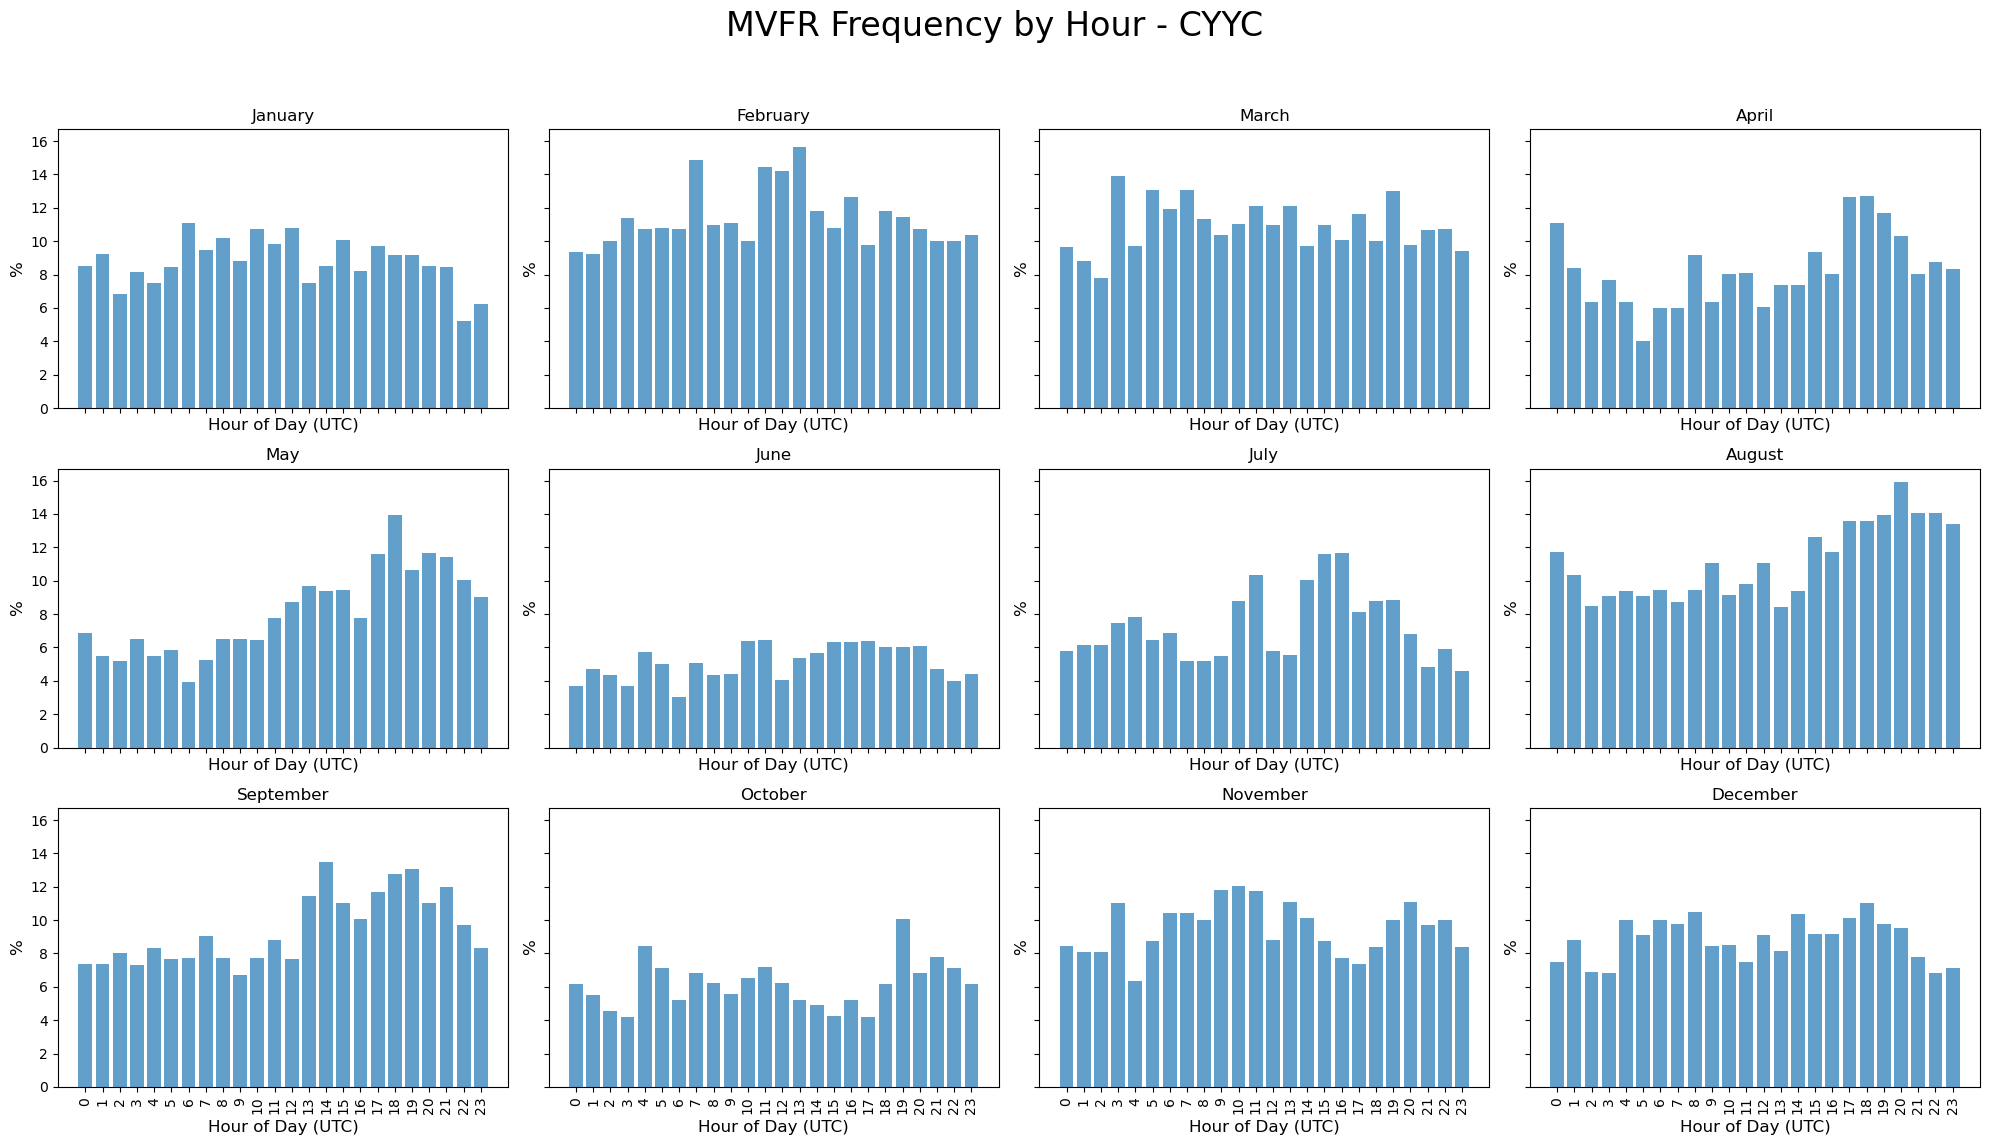 MVFR Frequency by Hour - CYYC
January February March April
16
14
12
10
8
6
4
2
0
% % % %
Hour of Day (UTC) Hour of Day (UTC) Hour of Day (UTC) Hour of Day (UTC)
May June July August
16
14
12
10
8
6
4
2
0
% % % %
Hour of Day (UTC) Hour of Day (UTC) Hour of Day (UTC) Hour of Day (UTC)
September October November December
16
14
12
10
8
6
4
2
0
% % % %
0 1 2 3 4 5 6 7 8 9 10 11 12 13 14 15 16 17 18 19 20 21 22 23 0 1 2 3 4 5 6 7 8 9 10 11 12 13 14 15 16 17 18 19 20 21 22 23 0 1 2 3 4 5 6 7 8 9 10 11 12 13 14 15 16 17 18 19 20 21 22 23 0 1 2 3 4 5 6 7 8 9 10 11 12 13 14 15 16 17 18 19 20 21 22 23
Hour of Day (UTC) Hour of Day (UTC) Hour of Day (UTC) Hour of Day (UTC)